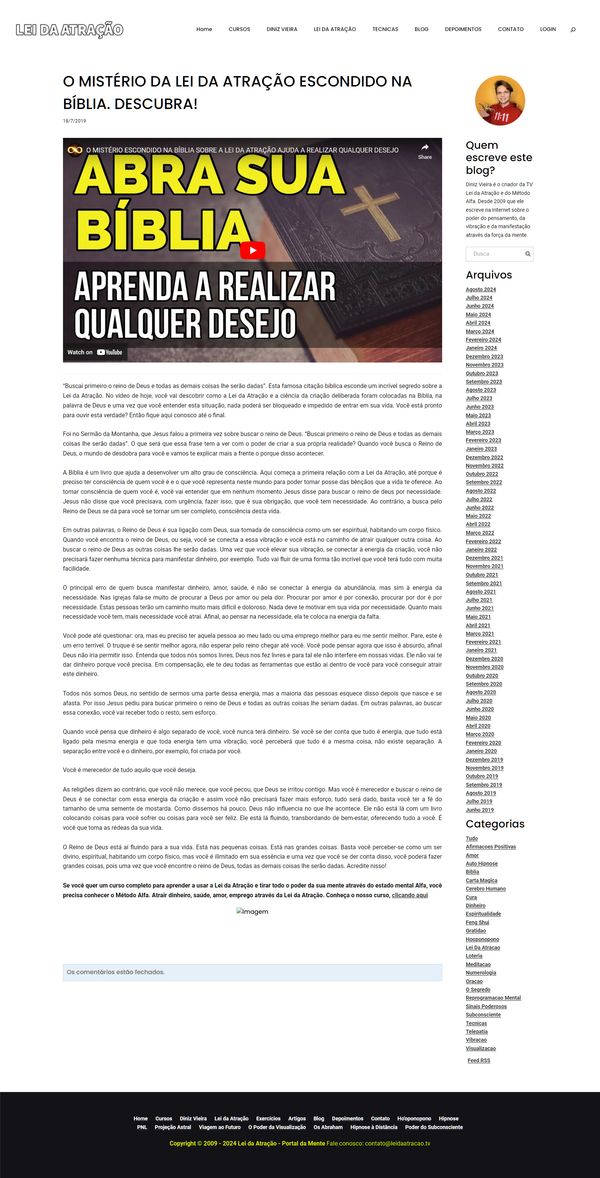 LEI DA ATRAÇÃO
Home CURSOS DINIZ VIEIRA LEI DA ATRAÇÃO TECNICAS BLOG DEPOIMENTOS CONTATO LOGIN
O MISTÉRIO DA LEI DA ATRAÇÃO ESCONDIDO NA
BÍBLIA. DESCUBRA!
18/7/2019
O MISTÉRIO ESCONDIDO NA BÍBLIA SOBRE A LEI DA ATRAÇÃO AJUDA A REALIZAR QUALQUER DESEJO
Share
ABRA SUA
BÍBLIA
APRENDA A REALIZAR
QUALQUER DESEJO
Watch on YouTube
"Buscai primeiro o reino de Deus e todas as demais coisas lhe serão dadas". Esta famosa citação bíblica esconde um incrível segredo sobre a
Lei da Atração. No vídeo de hoje, você vai descobrir como a Lei da Atração e a ciência da criação deliberada foram colocadas na Bíblia, na
palavra de Deus e uma vez que você entender esta situação, nada poderá ser bloqueado e impedido de entrar em sua vida. Você está pronto
para ouvir esta verdade? Então fique aqui conosco até o final.
Foi no Sermão da Montanha, que Jesus falou a primeira vez sobre buscar o reino de Deus. "Buscai primeiro o reino de Deus e todas as demais
coisas lhe serão dadas". O que será que essa frase tem a ver com o poder de criar a sua própria realidade? Quando você busca o Reino de
Deus, o mundo de desdobra para você e vamos te explicar mais a frente o porque disso acontecer.
A Bíblia é um livro que ajuda a desenvolver um alto grau de consciência. Aqui começa a primeira relação com a Lei da Atração, até porque é
preciso ter consciência de quem você é e o que você representa neste mundo para poder tomar posse das bênçãos que a vida te oferece. Ao
tomar consciência de quem você é, você vai entender que em nenhum momento Jesus disse para buscar o reino de deus por necessidade.
Jesus não disse que você precisava, com urgência, fazer isso, que é sua obrigação, que você tem necessidade. Ao contrário, a busca pelo
Reino de Deus se dá para você se tornar um ser completo, consciência desta vida.
Em outras palavras, o Reino de Deus é sua ligação com Deus, sua tomada de consciência como um ser espiritual, habitando um corpo físico.
Quando você encontra o reino de Deus, ou seja, você se conecta a essa vibração e você está no caminho de atrair qualquer outra coisa. Ao
buscar o reino de Deus as outras coisas lhe serão dadas. Uma vez que você elevar sua vibração, se conectar à energia da criação, você não
precisará fazer nenhuma técnica para manifestar dinheiro, por exemplo. Tudo vai fluir de uma forma tão incrível que você terá tudo com muita
facilidade.
O principal erro de quem busca manifestar dinheiro, amor, saúde, é não se conectar à energia da abundância, mas sim à energia da
necessidade. Nas igrejas fala-se muito de procurar a Deus por amor ou pela dor. Procurar por amor é por conexão, procurar por dor é por
necessidade. Estas pessoas terão um caminho muito mais difícil e doloroso. Nada deve te motivar em sua vida por necessidade. Quanto mais
necessidade você tem, mais necessidade você atrai. Afinal, ao pensar na necessidade, ela te coloca na energia da falta.
Você pode até questionar: ora, mas eu preciso ter aquela pessoa ao meu lado ou uma emprego melhor para eu me sentir melhor. Pare, este é
um erro terrível. O truque é se sentir melhor agora, não esperar pelo reino chegar até você. Você pode pensar agora que isso é absurdo, afinal
Deus não iria permitir isso. Entenda que todos nós somos livres, Deus nos fez livres e para tal ele não interfere em nossas vidas. Ele não vai te
dar dinheiro porque você precisa. Em compensação, ele te deu todas as ferramentas que estão aí dentro de você para você conseguir atrair
este dinheiro.
Todos nós somos Deus, no sentido de sermos uma parte dessa energia, mas a maioria das pessoas esquece disso depois que nasce e se
afasta. Por isso Jesus pediu para buscar primeiro o reino de Deus e todas as outras coisas lhe seriam dadas. Em outras palavras, ao buscar
essa conexão, você vai receber todo o resto, sem esforço.
Quando você pensa que dinheiro é algo separado de você, você nunca terá dinheiro. Se você se der conta que tudo é energia, que tudo está
ligado pela mesma energia e que toda energia tem uma vibração, você perceberá que tudo é a mesma coisa, não existe separação. A
separação entre você e o dinheiro, por exemplo, foi criada por você.
Você é merecedor de tudo aquilo que você deseja.
As religiões dizem ao contrário, que você não merece, que você pecou, que Deus se irritou contigo. Mas você é merecedor e buscar o reino
de Deus é se conectar com essa energia da criação e assim você não precisará fazer mais esforço, tudo será dado, basta você ter a fé do
tamanho de uma semente de mostarda. Como dissemos há pouco, Deus não influencia no que lhe acontece. Ele não está lá com um livro
colocando coisas para você sofrer ou coisas para você ser feliz. Ele está lá fluindo, transbordando de bem-estar, oferecendo tudo a você. É
você que toma as rédeas da sua vida.
O Reino de Deus está aí fluindo para a sua vida. Está nas pequenas coisas. Está nas grandes coisas. Basta você perceber-se como um ser
divino, espiritual, habitando um corpo físico, mas você é ilimitado em sua essência e uma vez que você se der conta disso, você poderá fazer
grandes coisas, pois uma vez que você encontre o reino de Deus, todas as demais coisas lhe serão dadas. Acredite nisso!
Se você quer um curso completo para aprender a usar a Lei da Atração e tirar todo o poder da sua mente através do estado mental Alfa, você
precisa conhecer o Método Alfa. Atrair dinheiro, saúde, amor, emprego através da Lei da Atração. Conheça o nosso curso, clicando aqui
Imagem
Os comentários estão fechados.
11:11
Quem
escreve este
blog?
Diniz Vieira é o criador da TV
Lei da Atração e do Método
Alfa. Desde 2009 que ele
escreve na Internet sobre o
poder do pensamento, da
vibração e da manifestação
através da força da mente.
Busca
Arquivos
Agosto 2024
Julho 2024
Junho 2024
Maio 2024
Abril 2024
Março 2024
Fevereiro 2024
Janeiro 2024
Dezembro 2023
Novembro 2023
Outubro 2023
Setembro 2023
Agosto 2023
Julho 2023
Junho 2023
Maio 2023
Abril 2023
Março 2023
Fevereiro 2023
Janeiro 2023
Dezembro 2022
Novembro 2022
Outubro 2022
Setembro 2022
Agosto 2022
Julho 2022
Junho 2022
Maio 2022
Abril 2022
Março 2022
Fevereiro 2022
Janeiro 2022
Dezembro 2021
Novembro 2021
Outubro 2021
Setembro 2021
Agosto 2021
Julho 2021
Junho 2021
Maio 2021
Abril 2021
Março 2021
Fevereiro 2021
Janeiro 2021
Dezembro 2020
Novembro 2020
Outubro 2020
Setembro 2020
Agosto 2020
Julho 2020
Junho 2020
Maio 2020
Abril 2020
Março 2020
Fevereiro 2020
Janeiro 2020
Dezembro 2019
Novembro 2019
Outubro 2019
Setembro 2019
Agosto 2019
Julho 2019
Junho 2019
Categorias
Tudo
Afirmacoes Positivas
Amor
Auto Hipnose
Biblia
Carta Magica
Cerebro Humano
Cura
Dinheiro
Espiritualidade
Feng Shui
Gratidao
Hooponopono
Lei Da Atracao
Loteria
Meditacao
Numerologia
Oracao
O Segredo
Reprogramacao Mental
Sinais Poderosos
Subconsciente
Tecnicas
Telepatia
Vibracao
Visualizacao
Feed RSS
Home Cursos Diniz Vieira Lei da Atração Exercícios Artigos Blog Depoimentos Contato Ho'oponopono Hipnose
PNL Projeção Astral Viagem ao Futuro O Poder da Visualização Os Abraham Hipnose à Distância Poder do Subconsciente
Copyright © 2009 - 2024 Lei da Atração - Portal da Mente Fale conosco: contato@leidaatracao.tv